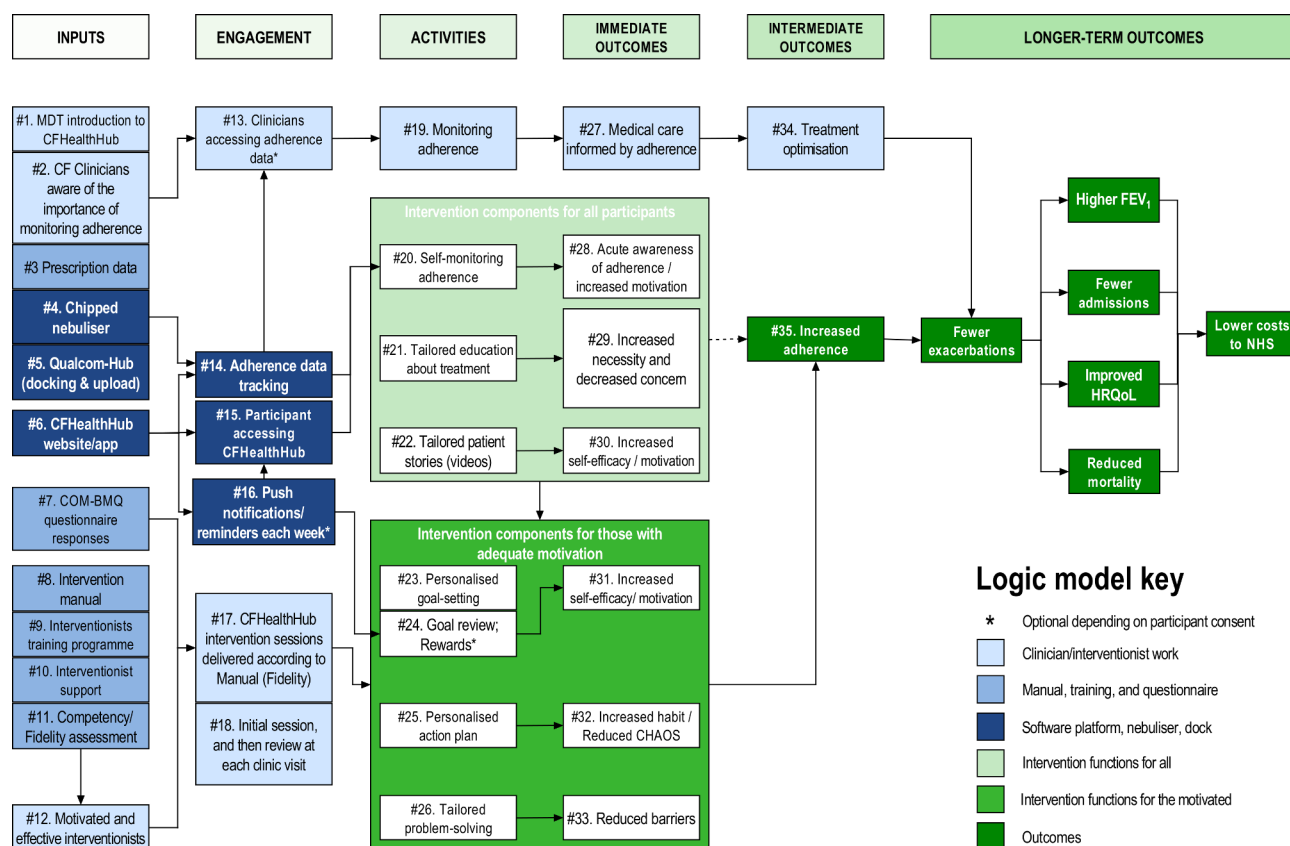 INPUTS
ENGAGEMENT
ACTIVITIES
IMMEDIATE
OUTCOMES
INTERMEDIATE
OUTCOMES
LONGER-TERM OUTCOMES
#1. MDT introduction to
CFHealthHub
#2. CF Clinicians
aware of the
importance of
monitoring adherence
#3 Prescription data
#4. Chipped
nebuliser
#5. Qualcom-Hub
(docking & upload)
#6. CFHealthHub
website/app
#7. COM-BMQ
questionnaire
responses
#8. Intervention
manual
#9. Interventionists
training programme
#10. Interventionist
support
#11. Competency/
Fidelity assessment
#12. Motivated and
effective interventionists
#13. Clinicians
accessing adherence
data*
#14. Adherence data
tracking
#15. Participant
accessing
CFHealthHub
#16. Push
notifications/
reminders each week*
#17. CFHealthHub
intervention sessions
delivered according to
Manual (Fidelity)
#18. Initial session,
and then review at
each clinic visit
#19. Monitoring
adherence
Intervention components for all participants
#20. Self-monitoring
adherence
#21. Tailored education
about treatment
#22. Tailored patient
stories (videos)
Intervention components for those with
adequate motivation
#23. Personalised
goal-setting
#24. Goal review;
Rewards*
#25. Personalised
action plan
#26. Tailored
problem-solving
#27. Medical care
informed by adherence
#28. Acute awareness
of adherence /
increased motivation
#29. Increased
necessity and
decreased concern
#30. Increased
self-efficacy / motivation
#31. Increased
self-efficacy/ motivation
#32. Increased habit /
Reduced CHAOS
#33. Reduced barriers
#34. Treatment
optimisation
#35. Increased
adherence
Fewer
exacerbations
Higher FEV1
Fewer
admissions
Improved
HRQoL
Reduced
mortality
Lower costs
to NHS
Logic model key
* Optional depending on participant consent
Clinician/interventionist work
Manual, training, and questionnaire
Software platform, nebuliser, dock
Intervention functions for all
Intervention functions for the motivated
Outcomes